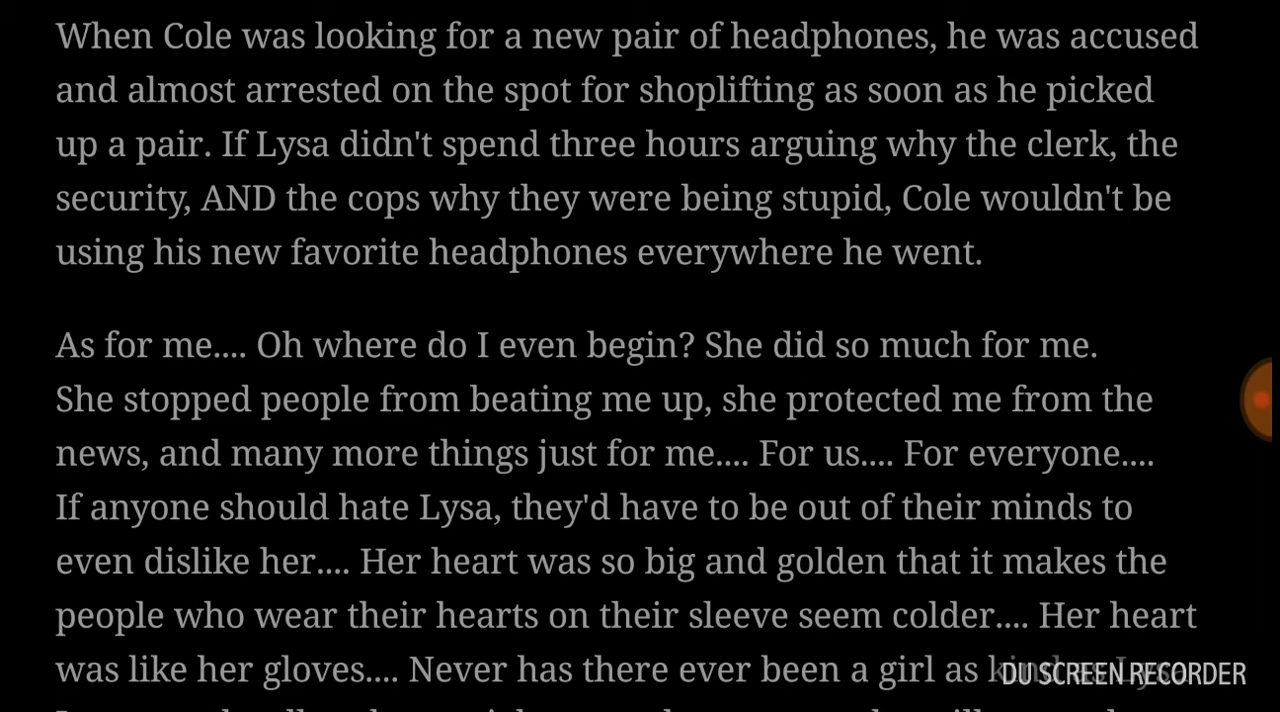 When Cole was looking for a new pair of headphones, he was accused
and almost arrested on the spot for shoplifting as soon as he picked
up a pair. If Lysa didn't spend three hours arguing why the clerk, the
security, AND the cops why they were being stupid, Cole wouldn't be
using his new favorite headphones everywhere he went.
As for me.... Oh where do I even begin? She did so much for me.
She stopped people from beating me up, she protected me from the
news, and many more things just for me.... For us.... For everyone....
If anyone should hate Lysa, they'd have to be out of their minds to
even dislike her.... Her heart was so big and golden that it makes the
people who wear their hearts on their sleeve seem colder.... Her heart
was like her gloves.... Never has there ever been a girl as kind as Lysa
DU SCREEN RECORDER